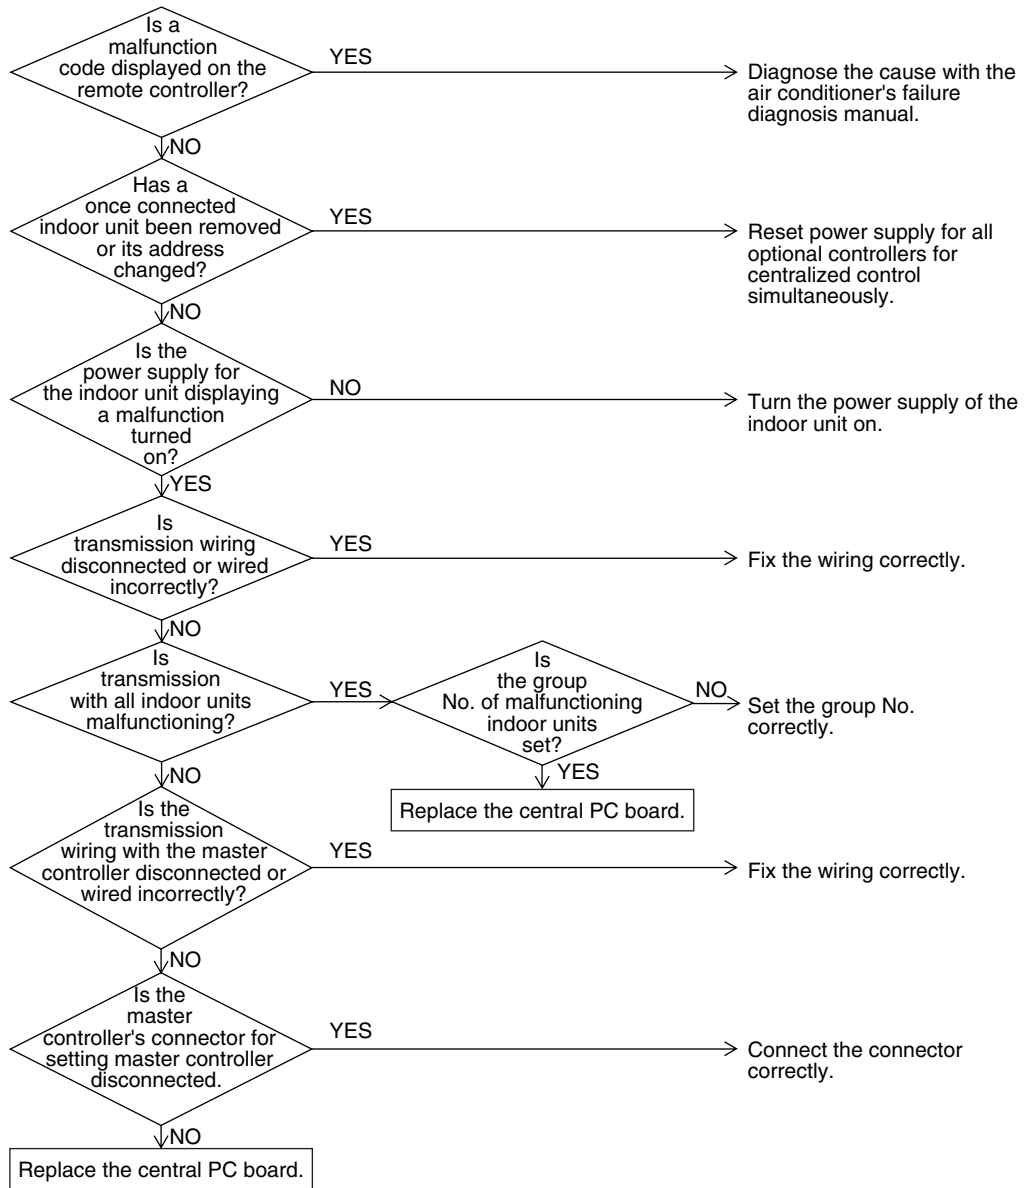 Is a
malfunction
code displayed on the
remote controller?
YES
Diagnose the cause with the
air conditioner's failure
diagnosis manual.
NO
Has a
once connected
indoor unit been removed
or its address
changed?
YES
Reset power supply for all
optional controllers for
centralized control
simultaneously.
NO
Is the
power supply for
the indoor unit displaying
a malfunction
turned
on?
NO
Turn the power supply of the
indoor unit on.
YES
Is
transmission wiring
disconnected or wired
incorrectly?
YES
Fix the wiring correctly.
NO
Is
transmission
with all indoor units
malfunctioning?
YES
Is
the group
No. of malfunctioning
indoor units
set?
NO
Set the group No.
correctly.
YES
Replace the central PC board.
NO
Is the
transmission
wiring with the master
controller disconnected or
wired incorrectly?
YES
Fix the wiring correctly.
NO
Is the
master
controller's connector for
setting master controller
disconnected.
YES
Connect the connector
correctly.
NO
Replace the central PC board.